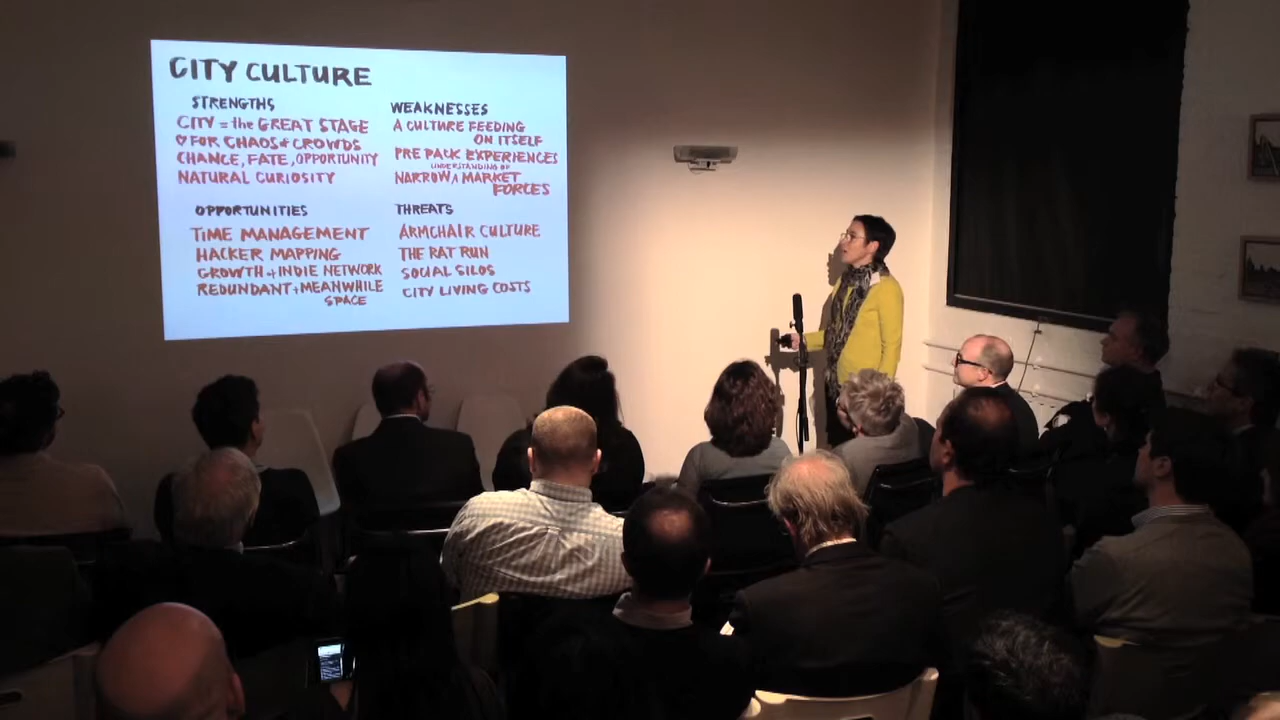 CITY CULTURE
STRENGTHS
CITY = the GREAT STAGE
♡ FOR CHAOS + CROWDS
CHANCE, FATE, OPPORTUNITY
NATURAL CURIOSITY
WEAKNESSES
A CULTURE FEEDING
ON ITSELF
PRE PACK EXPERIENCES
UNDERSTANDING OF
NARROW ∧ MARKET
FORCES
OPPORTUNITIES
TIME MANAGEMENT
HACKER MAPPING
GROWTH + INDIE NETWORK
REDUNDANT + MEANWHILE
SPACE
THREATS
ARMCHAIR CULTURE
THE RAT RUN
SOCIAL SILOS
CITY LIVING COSTS